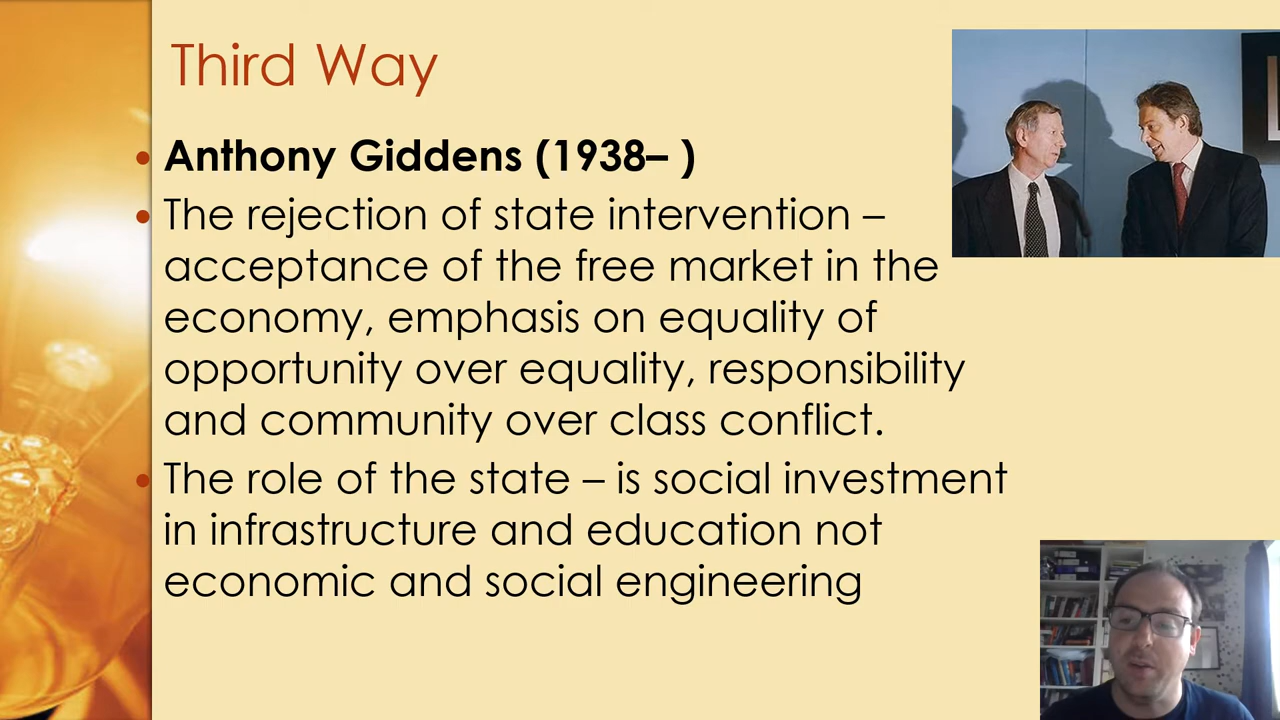 Third Way
• Anthony Giddens (1938– )
• The rejection of state intervention –
acceptance of the free market in the
economy, emphasis on equality of
opportunity over equality, responsibility
and community over class conflict.
• The role of the state – is social investment
in infrastructure and education not
economic and social engineering